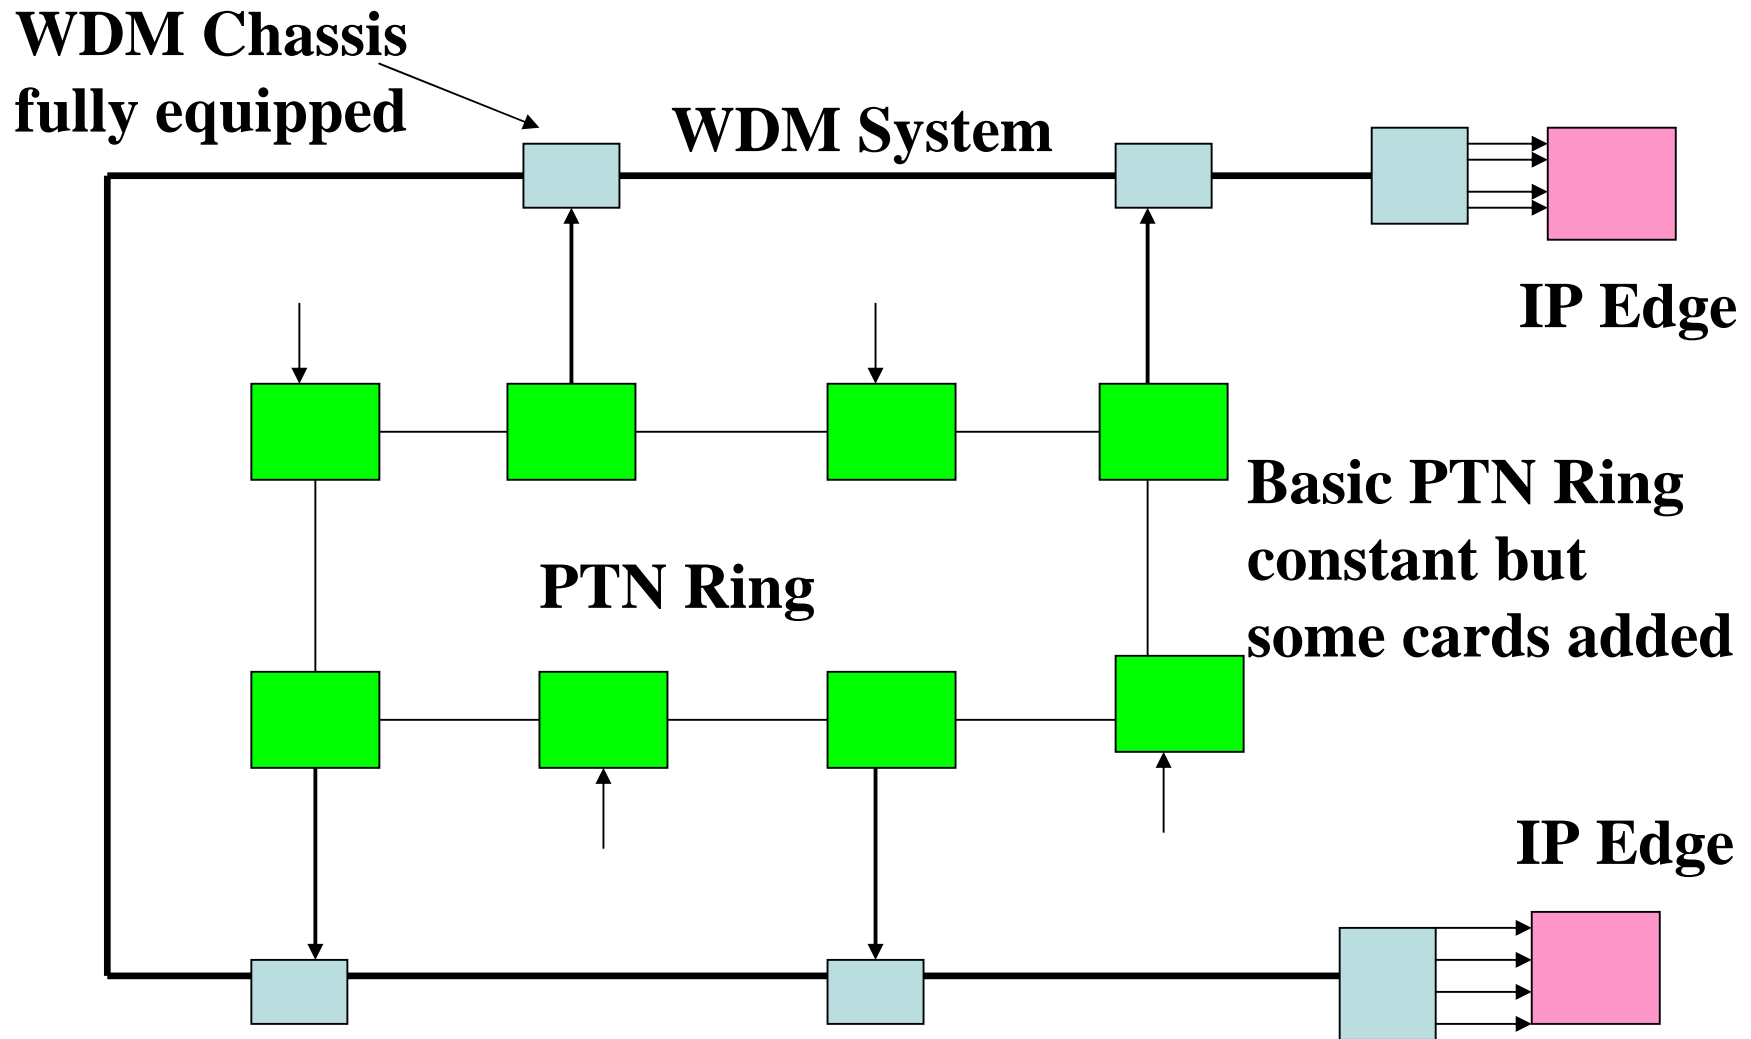 WDM Chassis
fully equipped
WDM System
IP Edge
Basic PTN Ring
constant but
some cards added
PTN Ring
IP Edge